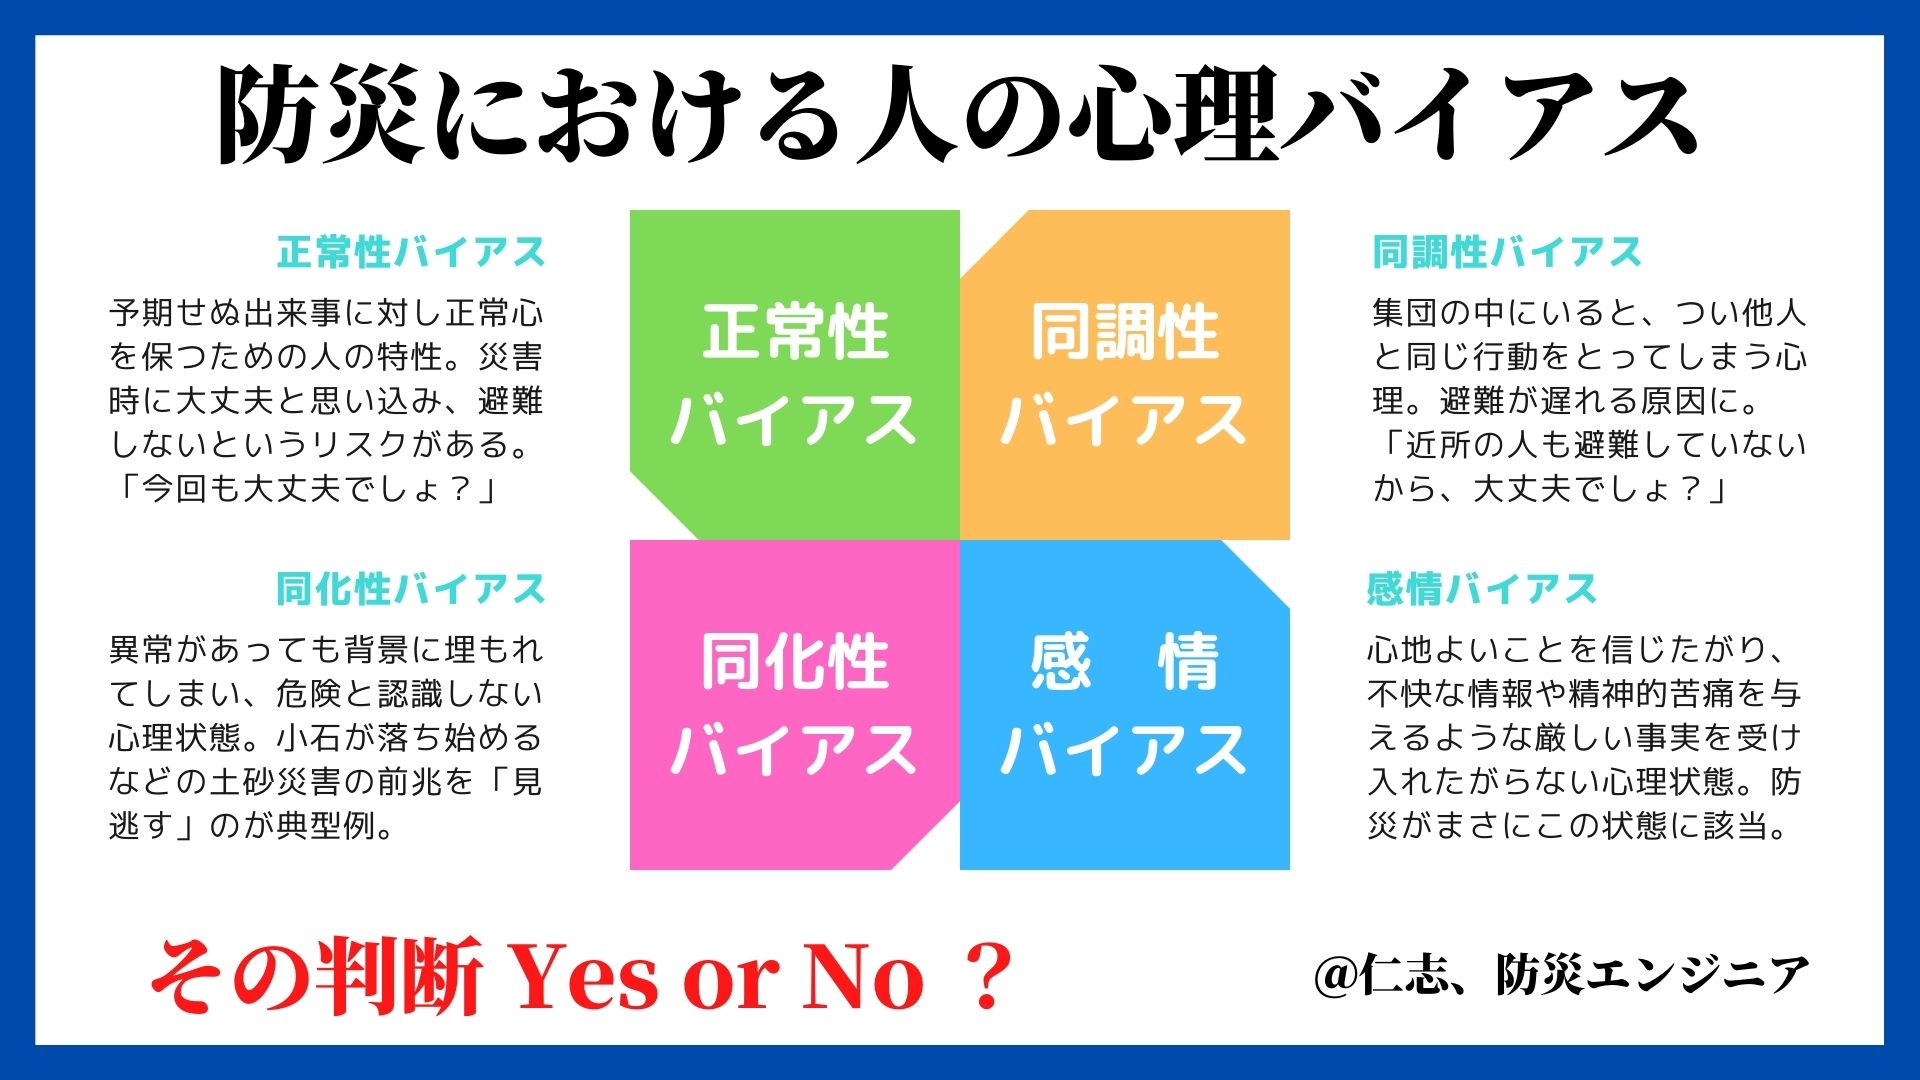 防災における人の心理バイアス
正常性バイアス
予期せぬ出来事に対し正常心
を保つための人の特性。災害
時に大丈夫と思い込み、避難
しないというリスクがある。
「今回も大丈夫でしょ？」
正常性
バイアス
同調性
バイアス
同調性バイアス
集団の中にいると、つい他人
と同じ行動をとってしまう心
理。避難が遅れる原因に。
「近所の人も避難していない
から、大丈夫でしょ？」
同化性バイアス
異常があっても背景に埋もれ
てしまい、危険と認識しない
心理状態。小石が落ち始める
などの土砂災害の前兆を「見
逃す」のが典型例。
同化性
バイアス
感　情
バイアス
感情バイアス
心地よいことを信じたがり、
不快な情報や精神的苦痛を与
えるような厳しい事実を受け
入れたがらない心理状態。防
災がまさにこの状態に該当。
その判断 Yes or No ？
@仁志、防災エンジニア